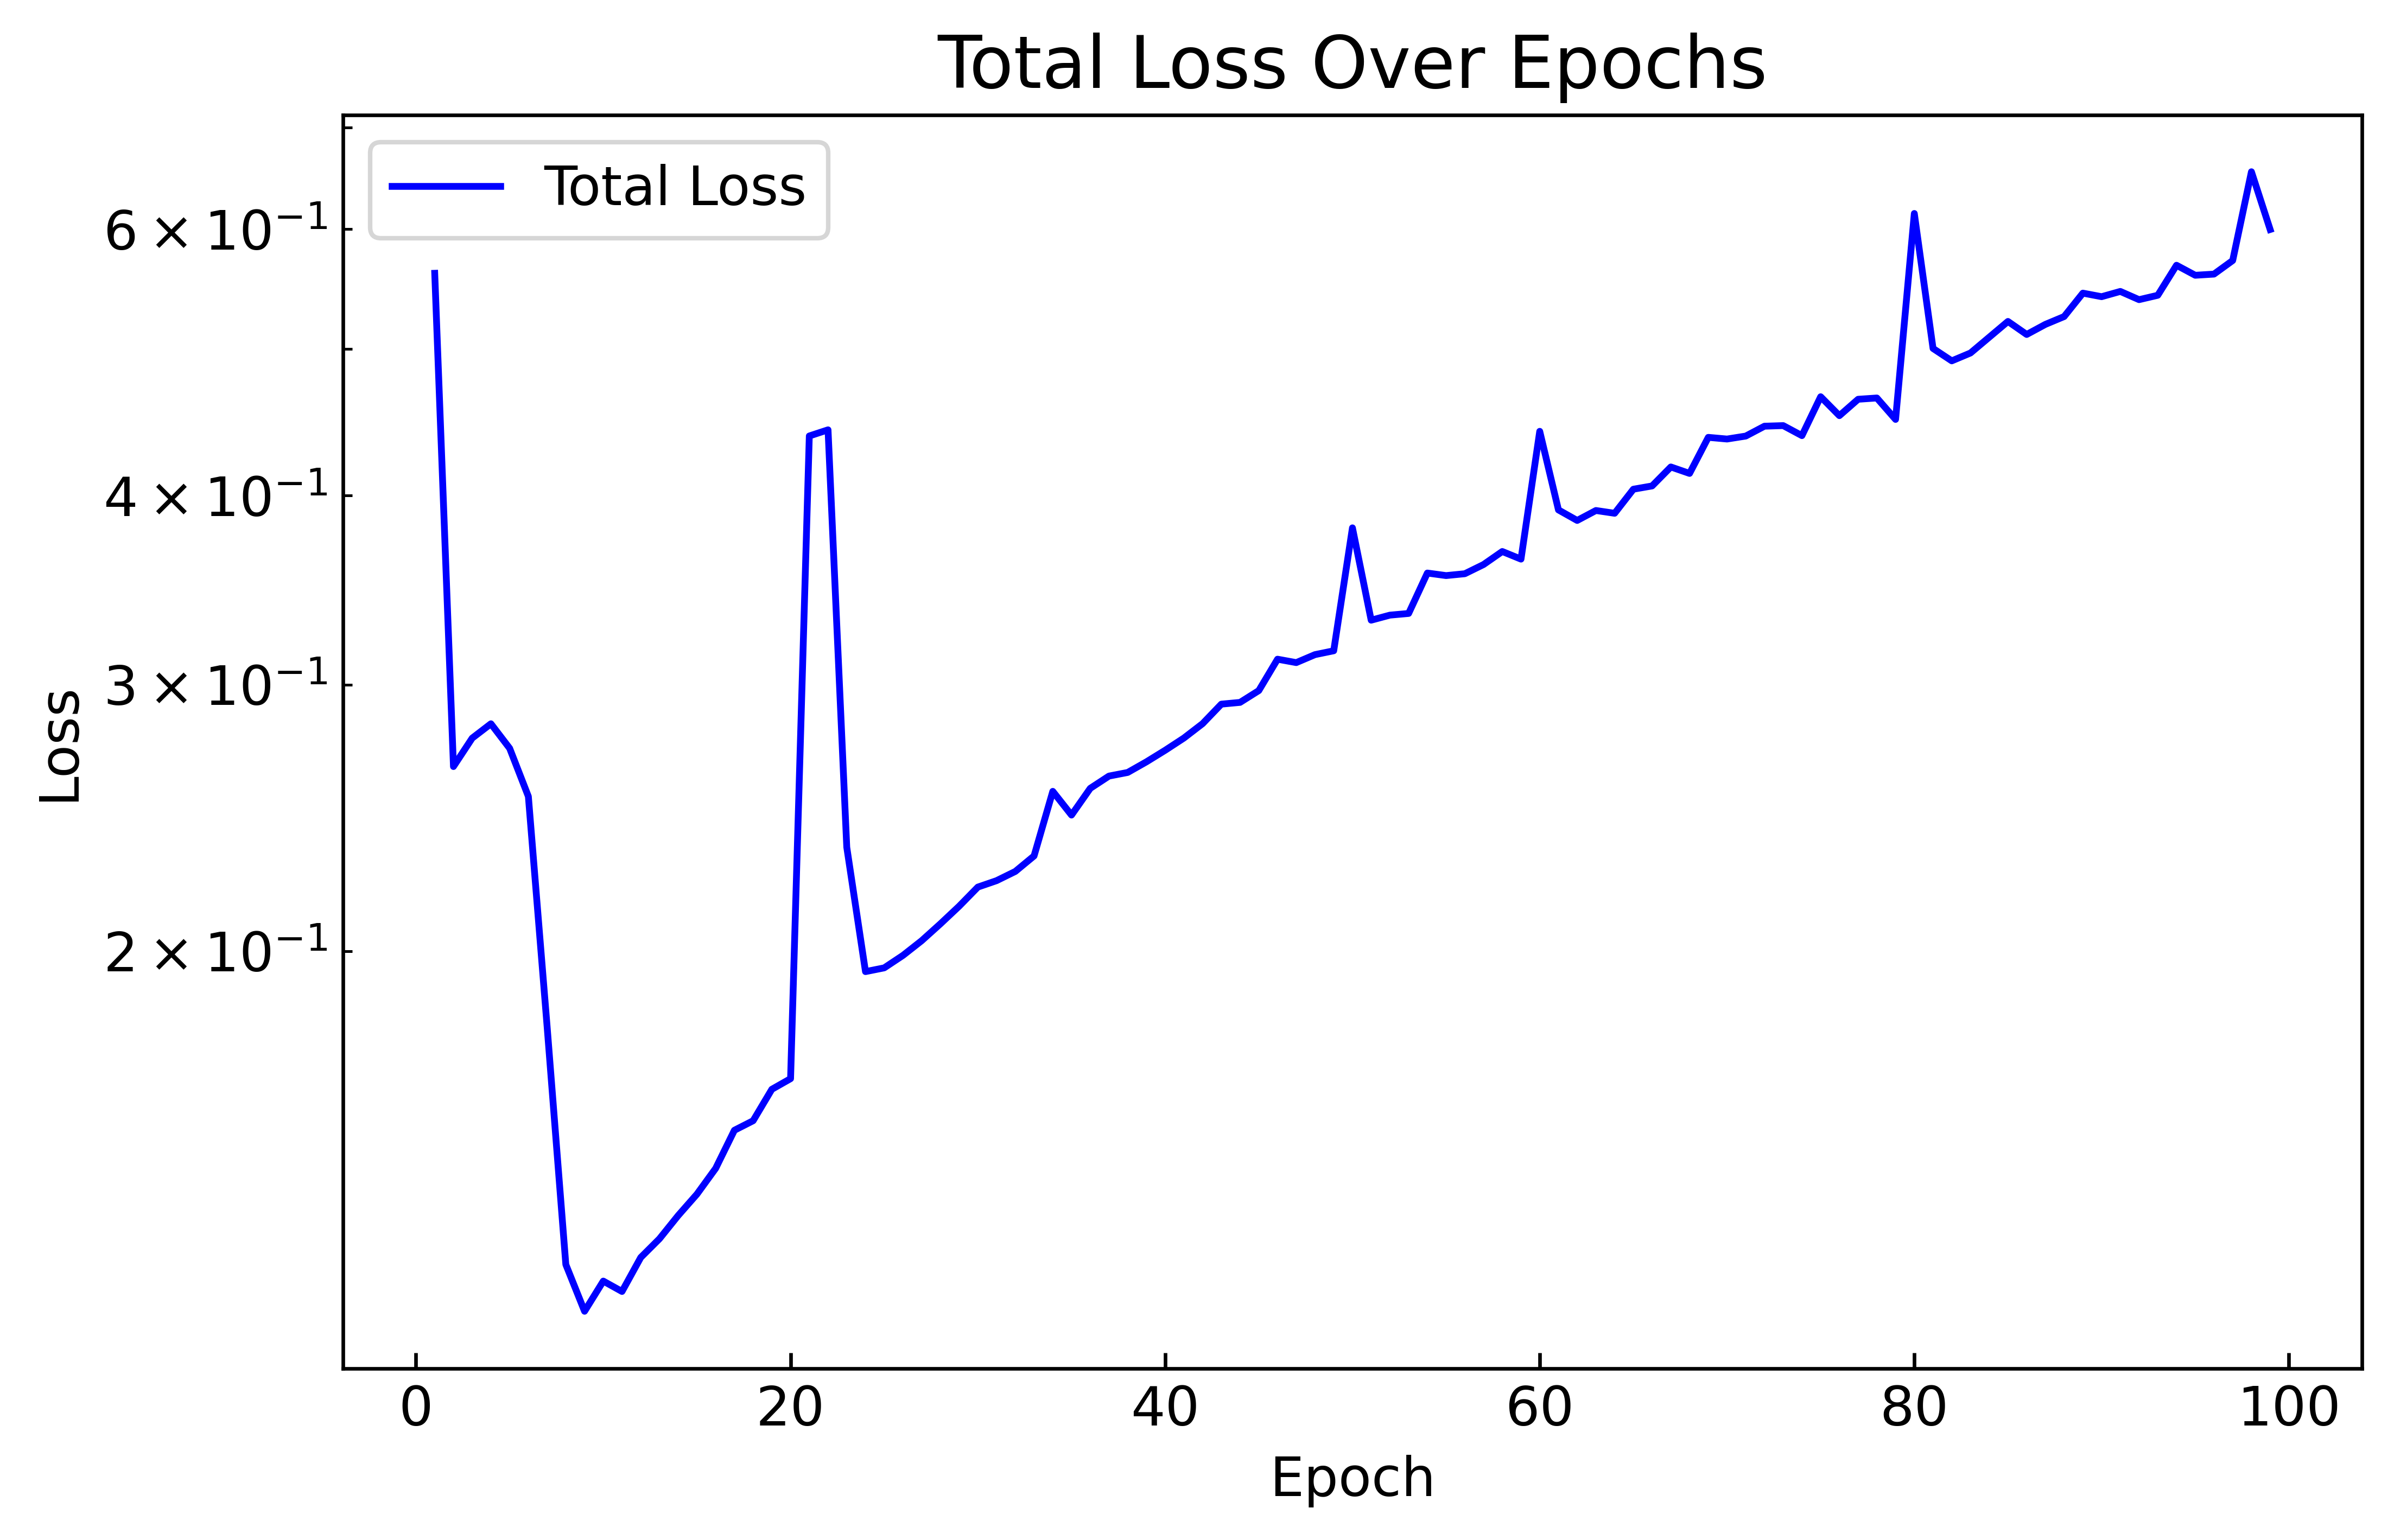 Total Loss Over Epochs
Total Loss
6 × 10⁻¹
4 × 10⁻¹
3 × 10⁻¹
2 × 10⁻¹
Loss
0 20 40 60 80 100
Epoch